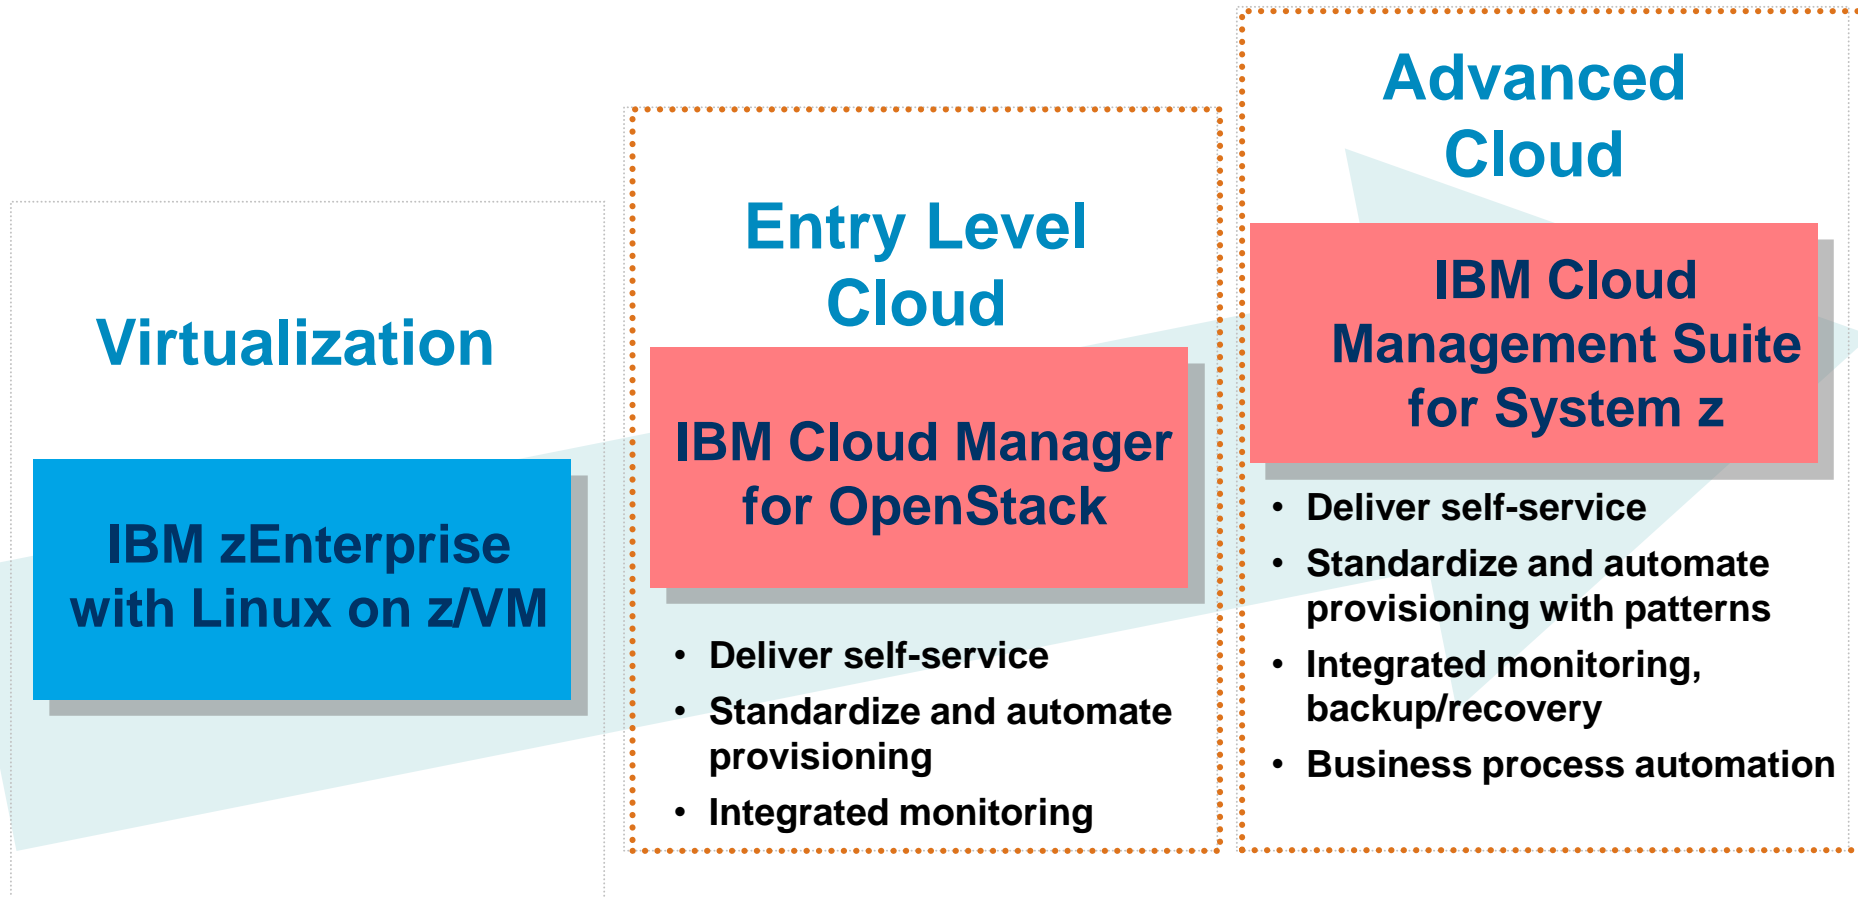 Virtualization
IBM zEnterprise
with Linux on z/VM
Entry Level
Cloud
IBM Cloud Manager
for OpenStack
• Deliver self-service
• Standardize and automate
provisioning
• Integrated monitoring
Advanced
Cloud
IBM Cloud
Management Suite
for System z
• Deliver self-service
• Standardize and automate
provisioning with patterns
• Integrated monitoring,
backup/recovery
• Business process automation